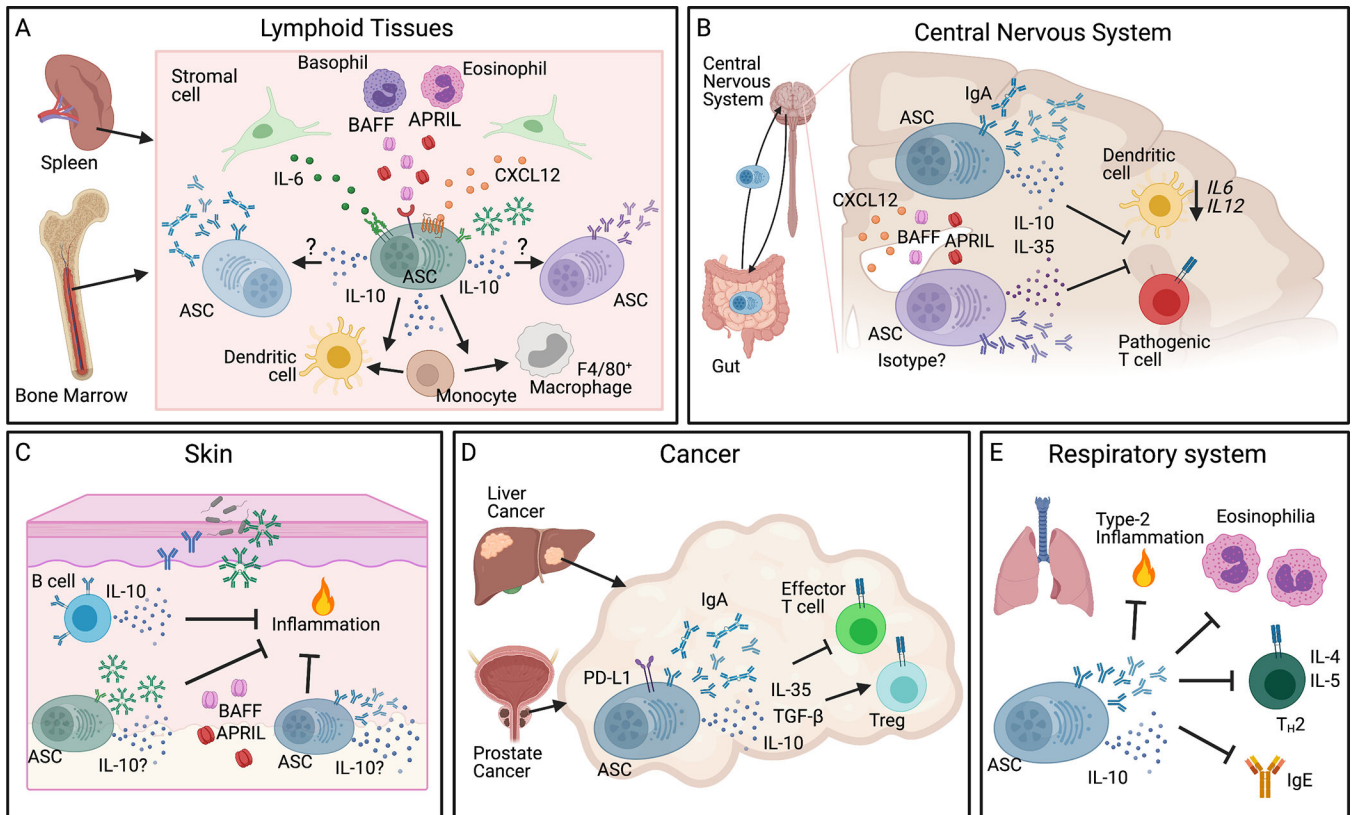 A
Lymphoid Tissues
Spleen
Bone Marrow
Stromal
cell
Basophil
Eosinophil
BAFF
APRIL
IL-6
CXCL12
?
?
ASC
IL-10
IL-10
ASC
ASC
Dendritic
cell
Monocyte
F4/80⁺
Macrophage
B
Central Nervous System
Central
Nervous
System
Gut
ASC
IgA
CXCL12
BAFF
APRIL
IL-10
IL-35
Dendritic
cell
IL6
IL12
ASC
Isotype?
Pathogenic
T cell
C
Skin
B cell
IL-10
Inflammation
BAFF
APRIL
ASC
IL-10?
ASC
IL-10?
D
Cancer
Liver
Cancer
Prostate
Cancer
IgA
PD-L1
ASC
Effector
T cell
IL-35
TGF-β
IL-10
Treg
E
Respiratory system
Type-2
Inflammation
Eosinophilia
IL-4
IL-5
TH2
ASC
IL-10
IgE